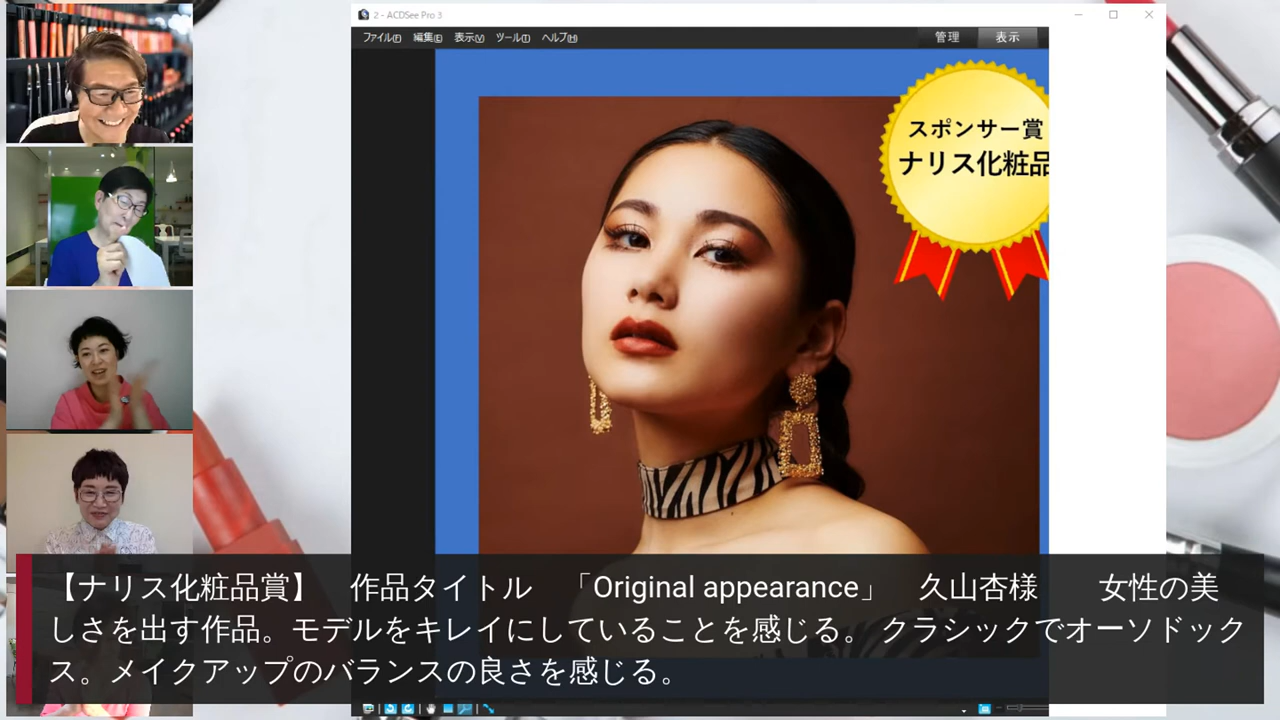 2 - ACDSee Pro 3
ファイル(F) 編集(E) 表示(V) ツール(T) ヘルプ(H)
管理 表示
スポンサー賞
ナリス化粧品
【ナリス化粧品賞】 作品タイトル 「Original appearance」 久山杏様 女性の美
しさを出す作品。モデルをキレイにしていることを感じる。 クラシックでオーソドック
ス。メイクアップのバランスの良さを感じる。